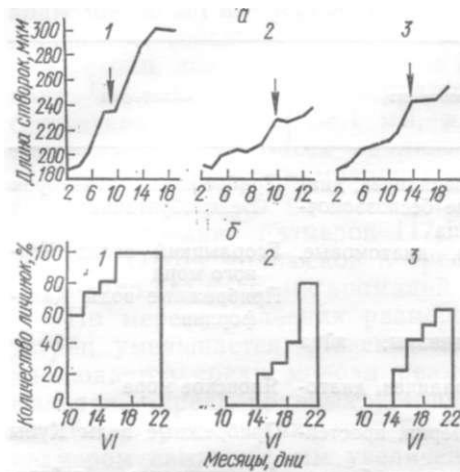 а
1 2 3
Длина створок, мкм
300
280
260
240
220
200
180
2 6 10 14 18
2 4 6 8 10 12
2 6 10 14 18
б
1 2 3
Количество личинок, %
100
80
60
40
20
0
10 14 18 22
10 14 18 22
10 14 18 22
VI VI VI
Месяцы, дни